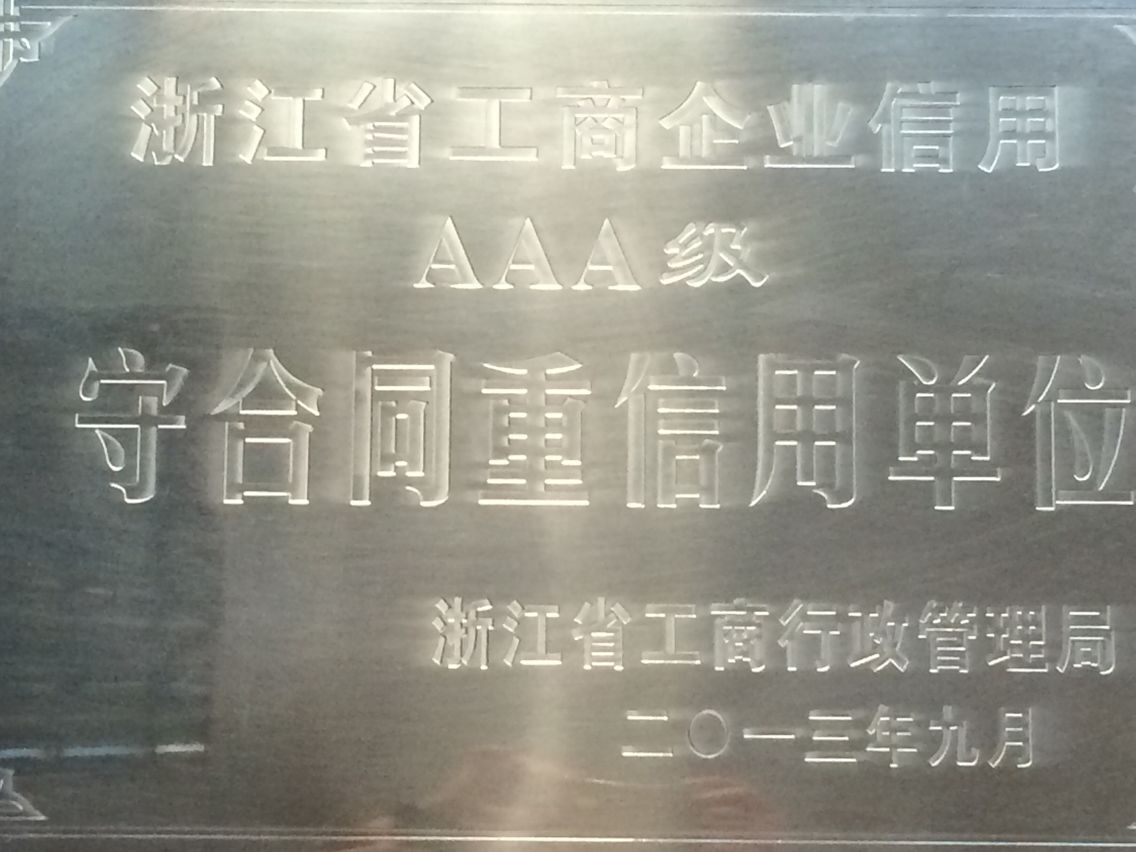 浙江省工商企业信用
AAA级
守合同重信用单位
浙江省工商行政管理局
二〇一三年九月